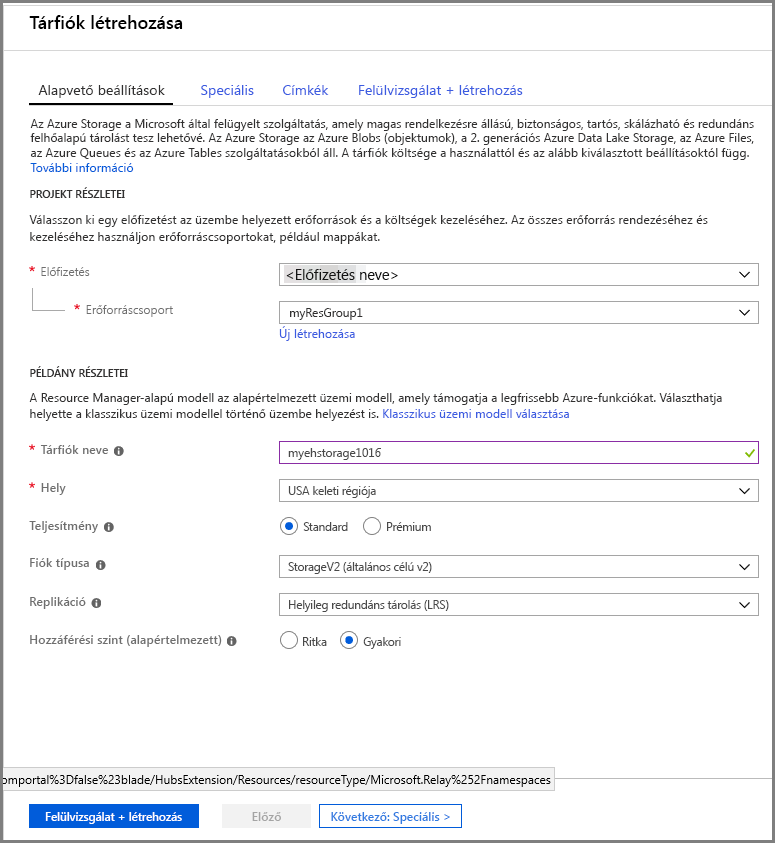 Tárfiók létrehozása
Alapvető beállítások Speciális Címkék Felülvizsgálat + létrehozás
Az Azure Storage a Microsoft által felügyelt szolgáltatás, amely magas rendelkezésre állású, biztonságos, tartós, skálázható és redundáns
felhőalapú tárolást tesz lehetővé. Az Azure Storage az Azure Blobs (objektumok), a 2. generációs Azure Data Lake Storage, az Azure Files,
az Azure Queues és az Azure Tables szolgáltatásokból áll. A tárfiók költsége a használattól és az alább kiválasztott beállításoktól függ.
További információ
PROJEKT RÉSZLETEI
Válasszon ki egy előfizetést az üzembe helyezett erőforrások és a költségek kezeléséhez. Az összes erőforrás rendezéséhez és
kezeléséhez használjon erőforráscsoportokat, például mappákat.
* Előfizetés <Előfizetés neve>
* Erőforráscsoport myResGroup1
Új létrehozása
PÉLDÁNY RÉSZLETEI
A Resource Manager-alapú modell az alapértelmezett üzemi modell, amely támogatja a legfrissebb Azure-funkciókat. Választhatja
helyette a klasszikus üzemi modellel történő üzembe helyezést is. Klasszikus üzemi modell választása
* Tárfiók neve myehstorage1016
* Hely USA keleti régiója
Teljesítmény Standard Prémium
Fiók típusa StorageV2 (általános célú v2)
Replikáció Helyileg redundáns tárolás (LRS)
Hozzáférési szint (alapértelmezett) Ritka Gyakori
omportal%3Dfalse%23blade/HubsExtension/Resources/resourceType/Microsoft.Relay%252Fnamespaces
Felülvizsgálat + létrehozás Előző Következő: Speciális >